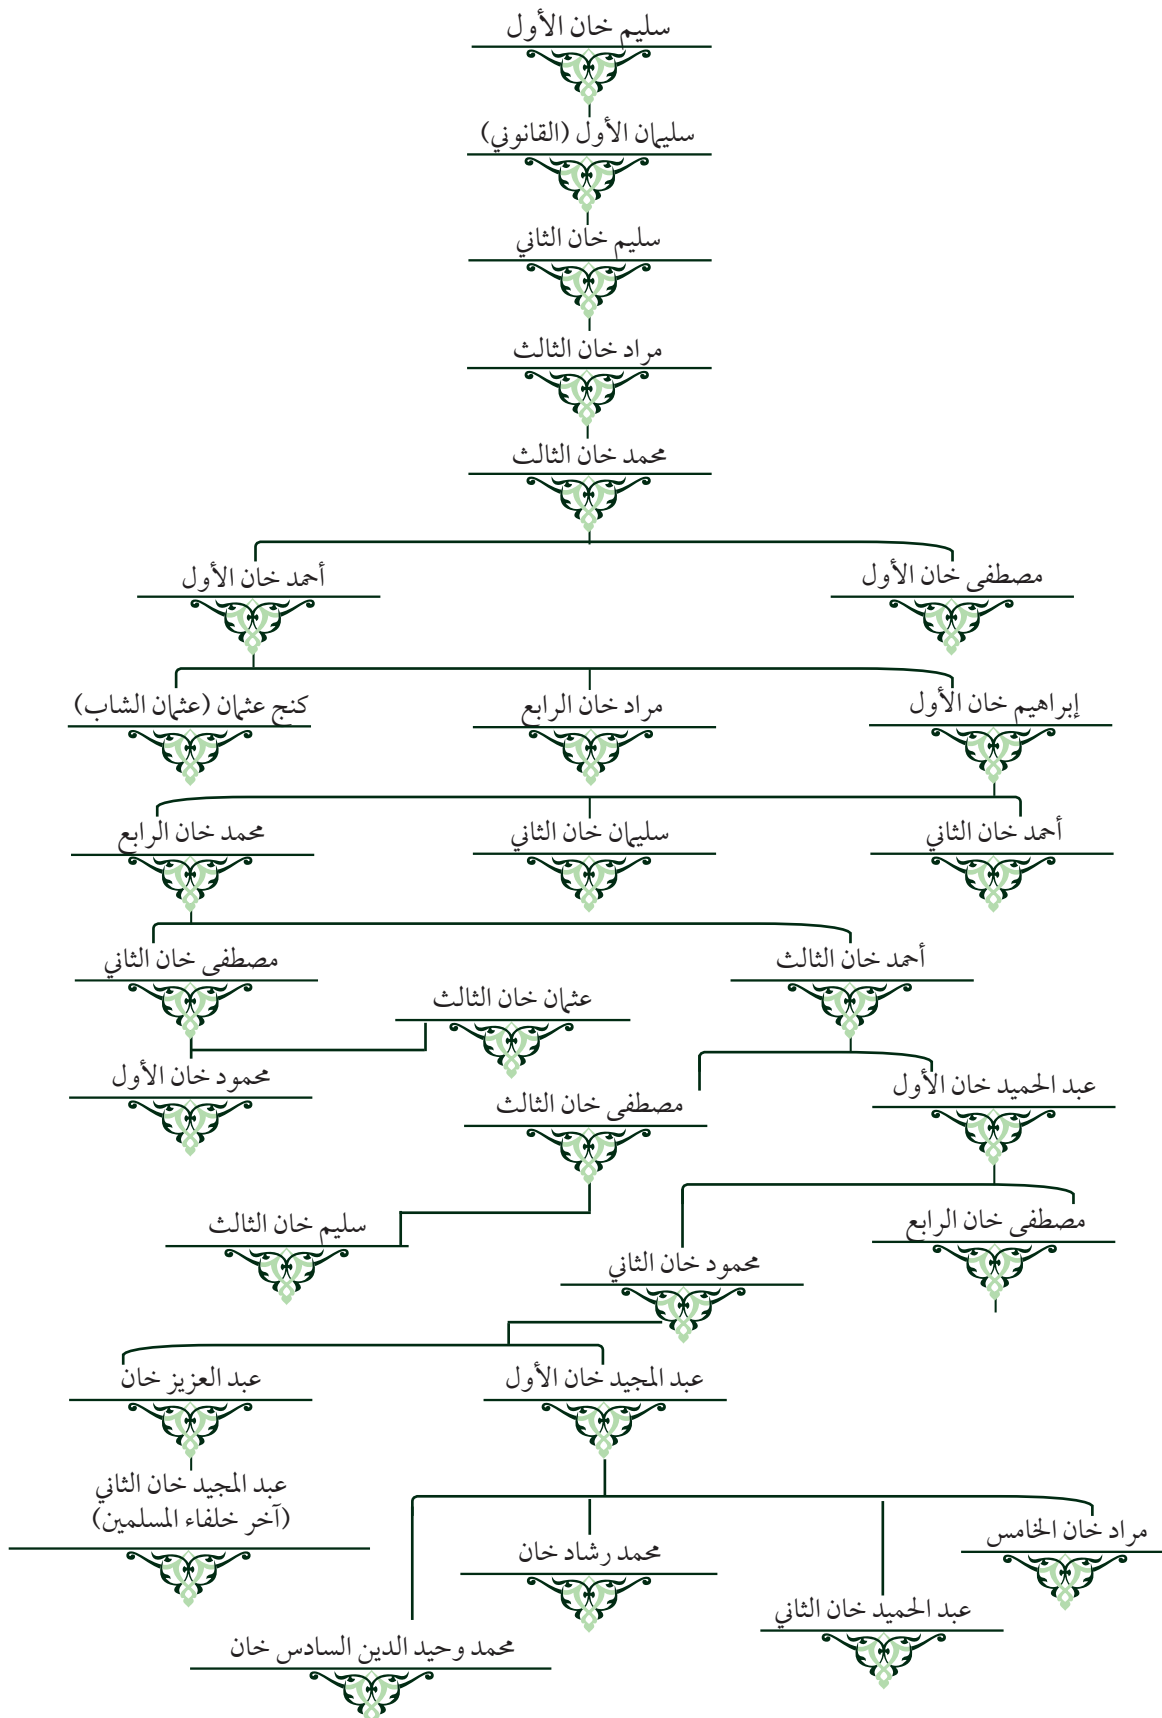 سليم خان الأول
سليمان الأول (القانوني)
سليم خان الثاني
مراد خان الثالث
محمد خان الثالث
مصطفى خان الأول
أحمد خان الأول
إبراهيم خان الأول
مراد خان الرابع
كنج عثمان (عثمان الشاب)
أحمد خان الثاني
سليمان خان الثاني
محمد خان الرابع
أحمد خان الثالث
مصطفى خان الثاني
عثمان خان الثالث
عبد الحميد خان الأول
محمود خان الأول
مصطفى خان الثالث
مصطفى خان الرابع
سليم خان الثالث
محمود خان الثاني
عبد المجيد خان الأول
عبد العزيز خان
عبد المجيد خان الثاني
(آخر خلفاء المسلمين)
مراد خان الخامس
محمد رشاد خان
عبد الحميد خان الثاني
محمد وحيد الدين السادس خان